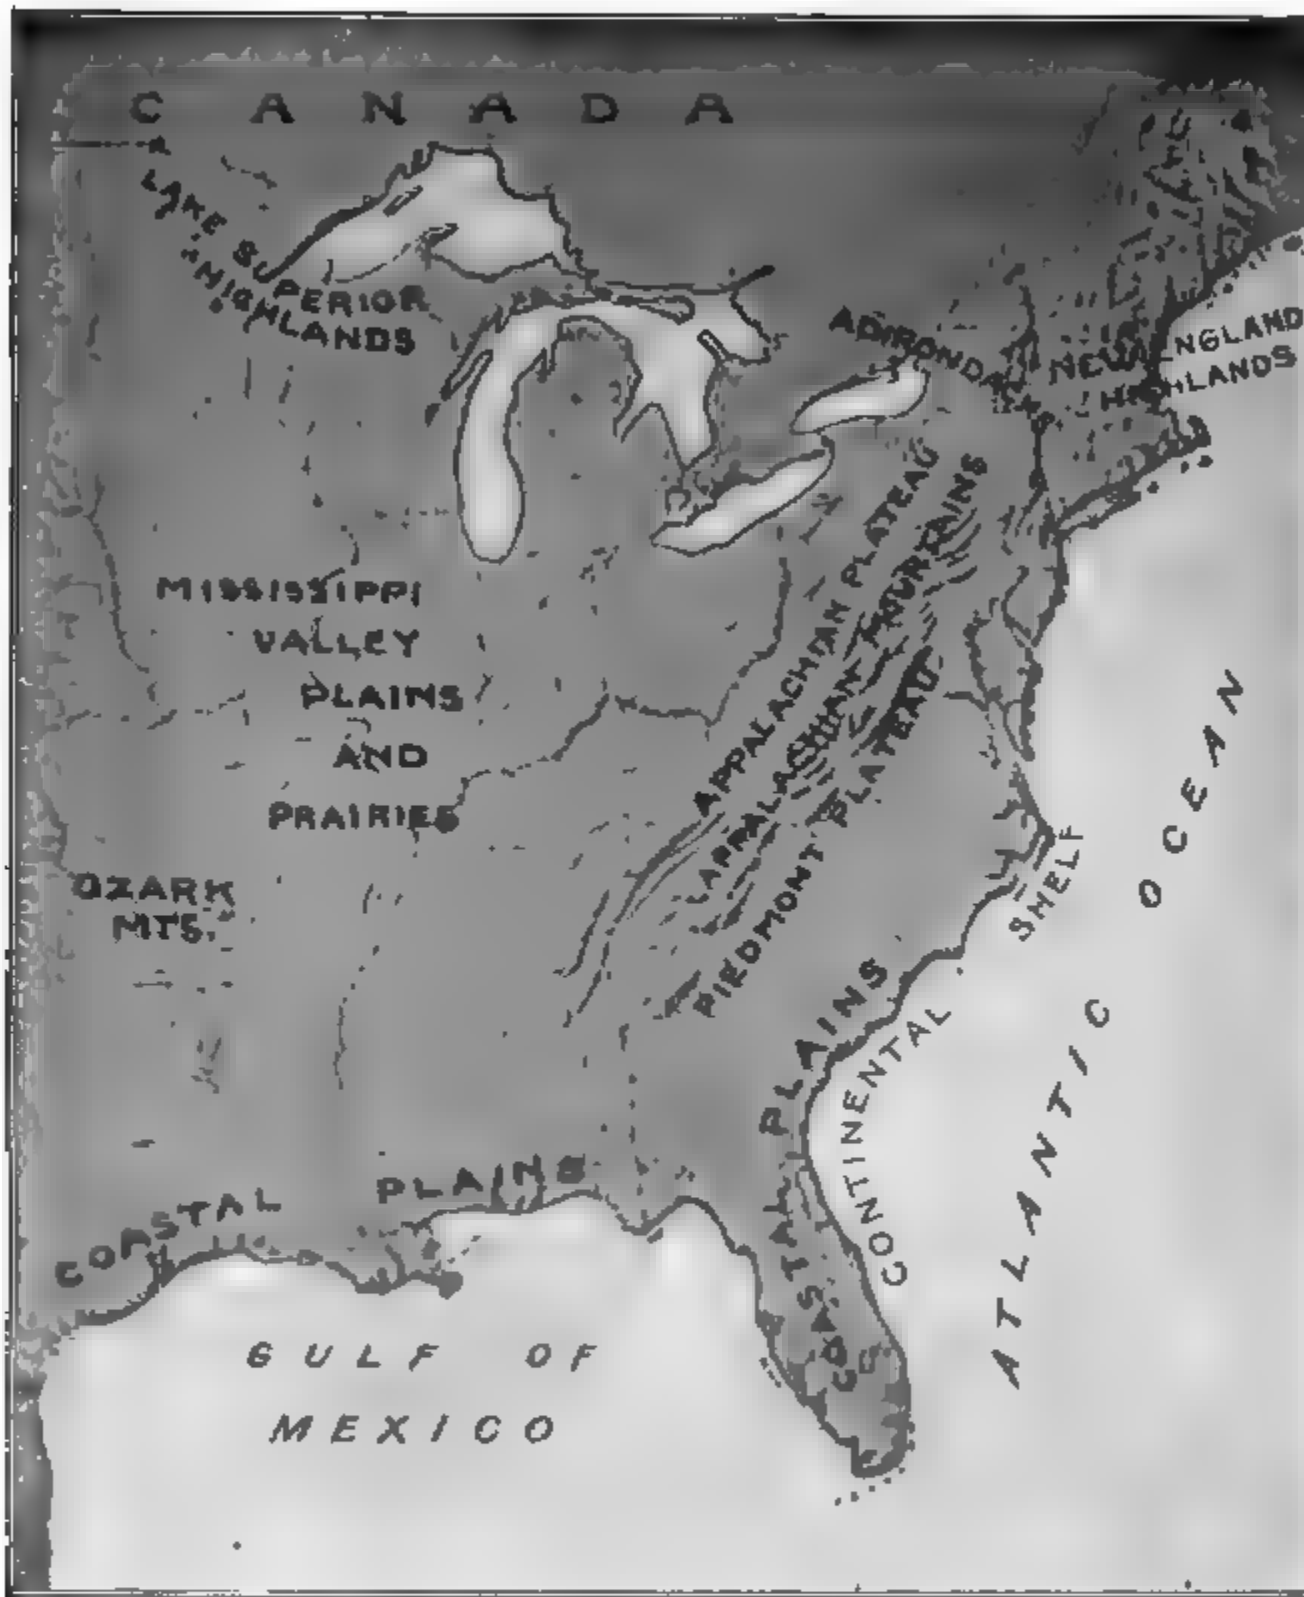 CANADA
LAKE SUPERIOR
HIGHLANDS
ADIRONDACKS
NEW ENGLAND
HIGHLANDS
APPALACHIAN PLATEAU
APPALACHIAN MOUNTAINS
PIEDMONT PLATEAU
MISSISSIPPI
VALLEY
PLAINS
AND
PRAIRIES
OZARK
MTS.
COASTAL PLAINS
COASTAL PLAINS
CONTINENTAL SHELF
ATLANTIC OCEAN
GULF OF
MEXICO